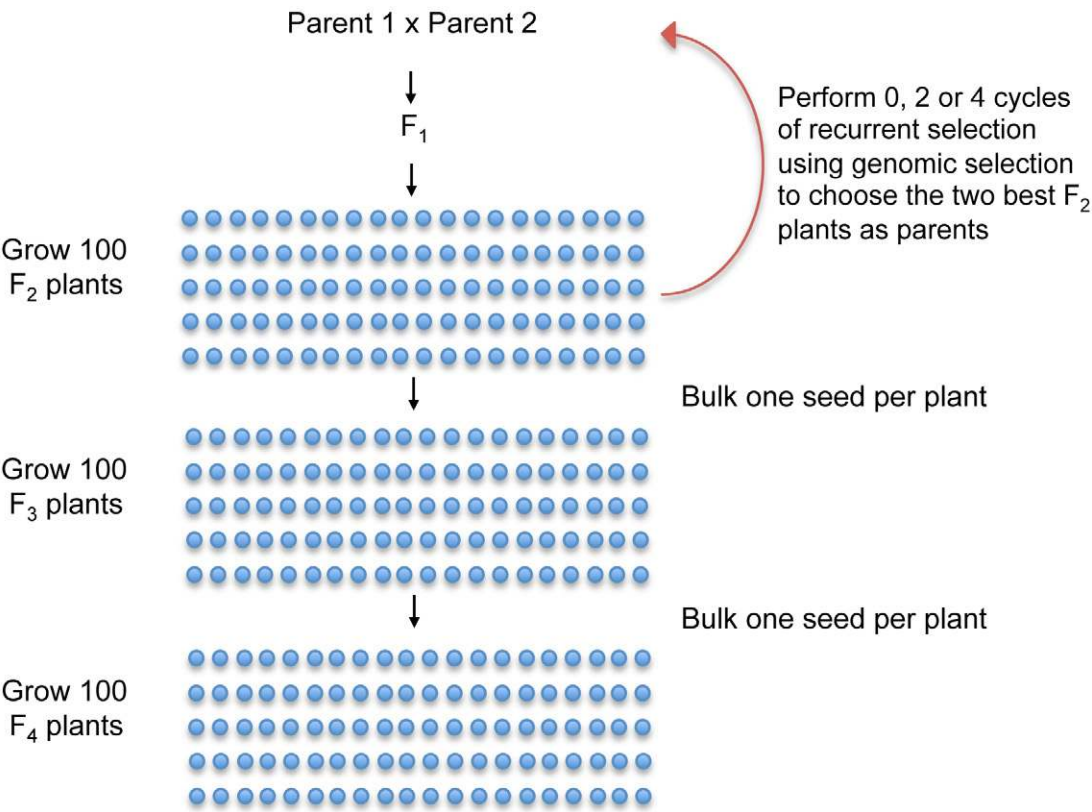 Parent 1 x Parent 2
F₁
Perform 0, 2 or 4 cycles
of recurrent selection
using genomic selection
to choose the two best F₂
plants as parents
Grow 100
F₂ plants
Bulk one seed per plant
Grow 100
F₃ plants
Bulk one seed per plant
Grow 100
F₄ plants